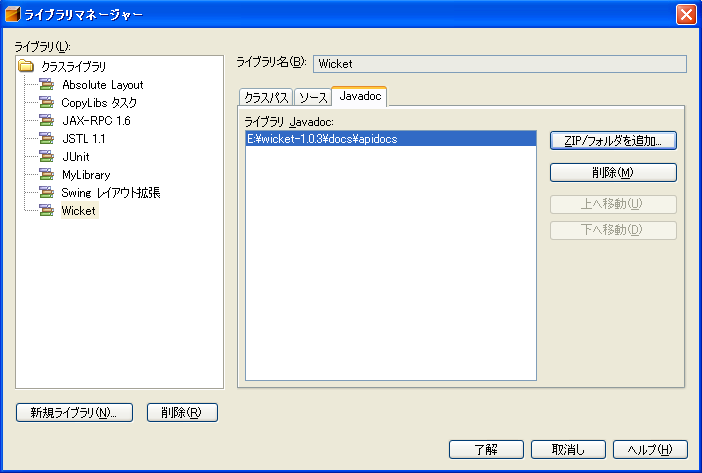 ライブラリマネージャー
ライブラリ(L):
クラスライブラリ
Absolute Layout
CopyLibs タスク
JAX-RPC 1.6
JSTL 1.1
JUnit
MyLibrary
Swing レイアウト拡張
Wicket
新規ライブラリ(N)...
削除(R)
ライブラリ名(B):
Wicket
クラスパス
ソース
Javadoc
ライブラリ Javadoc:
E:¥wicket-1.0.3¥docs¥apidocs
ZIP/フォルダを追加...
削除(M)
上へ移動(U)
下へ移動(D)
了解
取消し
ヘルプ(H)